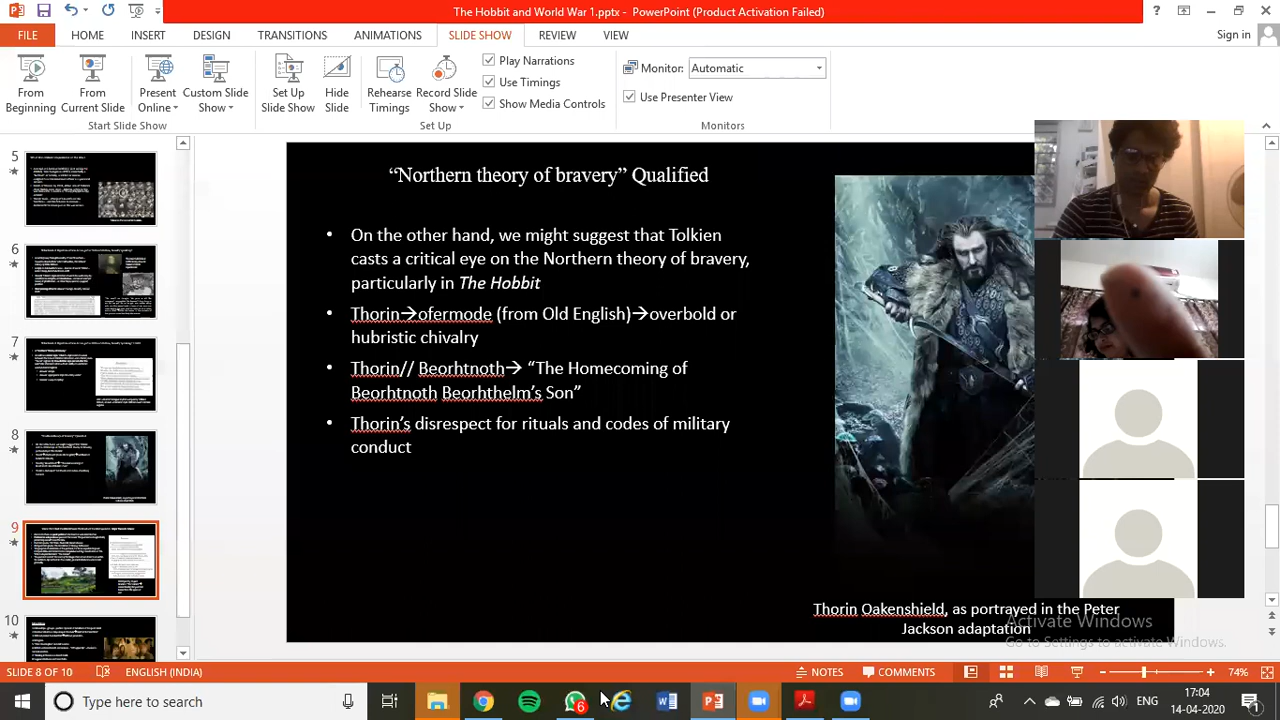 The Hobbit and World War 1.pptx - PowerPoint (Product Activation Failed)
FILE HOME INSERT DESIGN TRANSITIONS ANIMATIONS SLIDE SHOW REVIEW VIEW Sign in
From Beginning
From Current Slide
Present Online
Custom Slide Show
Start Slide Show
Set Up Slide Show
Hide Slide
Rehearse Timings
Record Slide Show
Play Narrations
Use Timings
Show Media Controls
Set Up
Monitor: Automatic
Use Presenter View
Monitors
5
6
7
8
9
10
“Northern theory of bravery” Qualified
• On the other hand, we might suggest that Tolkien
casts a critical eye on the Northern theory of bravery
particularly in The Hobbit
• Thorin→ofermode (from Old English)→overbold or
hubristic chivalry
• Thorin// Beorhtnoth→ “The Homecoming of
Beorhtnoth Beorhthelm’s Son”
• Thorin’s disrespect for rituals and codes of military
conduct
Thorin Oakenshield, as portrayed in the Peter
Jackson adaptation
Activate Windows
Go to Settings to activate Windows.
SLIDE 8 OF 10 ENGLISH (INDIA) NOTES COMMENTS 74%
Type here to search
6
ENG
17:04
14-04-2020
1